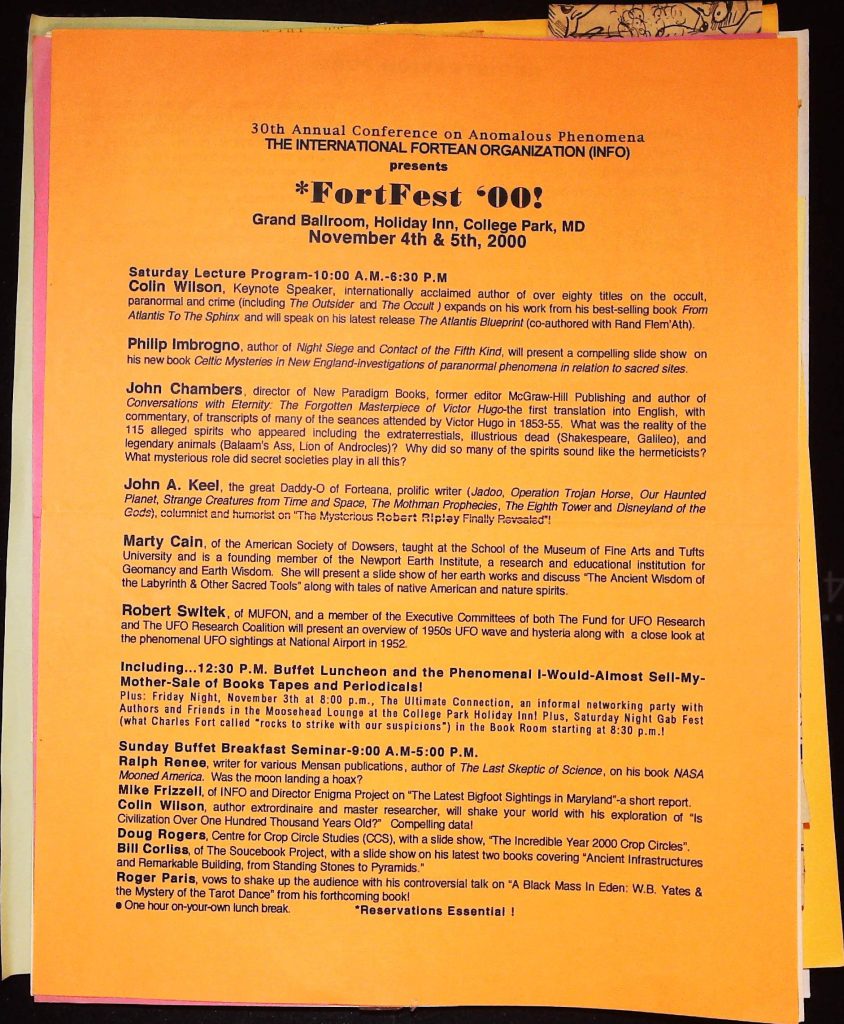 30th Annual Conference on Anomalous Phenomena
THE INTERNATIONAL FORTEAN ORGANIZATION (INFO)
presents
*FortFest ‘00!
Grand Ballroom, Holiday Inn, College Park, MD
November 4th & 5th, 2000
Saturday Lecture Program-10:00 A.M.-6:30 P.M
Colin Wilson, Keynote Speaker, internationally acclaimed author of over eighty titles on the occult,
paranormal and crime (including The Outsider and The Occult ) expands on his work from his best-selling book From
Atlantis To The Sphinx and will speak on his latest release The Atlantis Blueprint (co-authored with Rand Flem'Ath).
Philip Imbrogno, author of Night Siege and Contact of the Fifth Kind, will present a compelling slide show on
his new book Celtic Mysteries in New England-investigations of paranormal phenomena in relation to sacred sites.
John Chambers, director of New Paradigm Books, former editor McGraw-Hill Publishing and author of
Conversations with Eternity: The Forgotten Masterpiece of Victor Hugo-the first translation into English, with
commentary, of transcripts of many of the seances attended by Victor Hugo in 1853-55. What was the reality of the
115 alleged spirits who appeared including the extraterrestials, illustrious dead (Shakespeare, Galileo), and
legendary animals (Balaam's Ass, Lion of Androcles)? Why did so many of the spirits sound like the hermeticists?
What mysterious role did secret societies play in all this?
John A. Keel, the great Daddy-O of Forteana, prolific writer (Jadoo, Operation Trojan Horse, Our Haunted
Planet, Strange Creatures from Time and Space, The Mothman Prophecies, The Eighth Tower and Disneyland of the
Gods), columnist and humorist on "The Mysterious Robert Ripley Finally Revealed"!
Marty Cain, of the American Society of Dowsers, taught at the School of the Museum of Fine Arts and Tufts
University and is a founding member of the Newport Earth Institute, a research and educational institution for
Geomancy and Earth Wisdom. She will present a slide show of her earth works and discuss "The Ancient Wisdom of
the Labyrinth & Other Sacred Tools" along with tales of native American and nature spirits.
Robert Switek, of MUFON, and a member of the Executive Committees of both The Fund for UFO Research
and The UFO Research Coalition will present an overview of 1950s UFO wave and hysteria along with a close look at
the phenomenal UFO sightings at National Airport in 1952.
Including...12:30 P.M. Buffet Luncheon and the Phenomenal I-Would-Almost Sell-My-
Mother-Sale of Books Tapes and Periodicals!
Plus: Friday Night, November 3th at 8:00 p.m., The Ultimate Connection, an informal networking party with
Authors and Friends in the Moosehead Lounge at the College Park Holiday Inn! Plus, Saturday Night Gab Fest
(what Charles Fort called "rocks to strike with our suspicions") in the Book Room starting at 8:30 p.m.!
Sunday Buffet Breakfast Seminar-9:00 A.M-5:00 P.M.
Ralph Renee, writer for various Mensan publications, author of The Last Skeptic of Science, on his book NASA
Mooned America. Was the moon landing a hoax?
Mike Frizzell, of INFO and Director Enigma Project on "The Latest Bigfoot Sightings in Maryland"-a short report.
Colin Wilson, author extrordinaire and master researcher, will shake your world with his exploration of "Is
Civilization Over One Hundred Thousand Years Old?" Compelling data!
Doug Rogers, Centre for Crop Circle Studies (CCS), with a slide show, "The Incredible Year 2000 Crop Circles".
Bill Corliss, of The Soucebook Project, with a slide show on his latest two books covering "Ancient Infrastructures
and Remarkable Building, from Standing Stones to Pyramids."
Roger Paris, vows to shake up the audience with his controversial talk on "A Black Mass In Eden: W.B. Yates &
the Mystery of the Tarot Dance" from his forthcoming book!
● One hour on-your-own lunch break. *Reservations Essential !